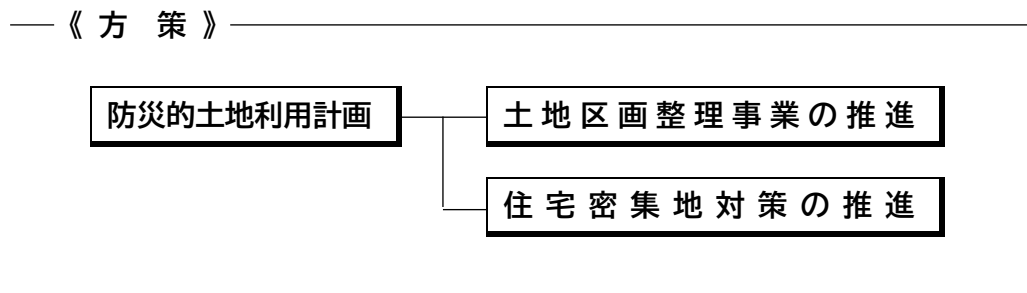 《 方 策 》
防災的土地利用計画
土地区画整理事業の推進
住宅密集地対策の推進